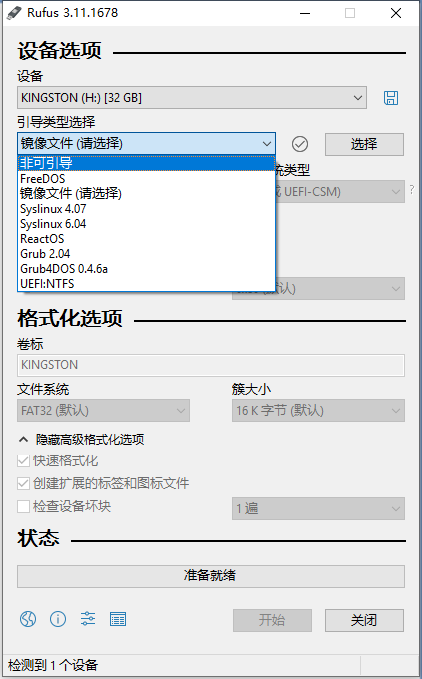 Rufus 3.11.1678
设备选项
设备
KINGSTON (H:) [32 GB]
引导类型选择
镜像文件 (请选择)
选择
非可引导
FreeDOS
镜像文件 (请选择)
Syslinux 4.07
Syslinux 6.04
ReactOS
Grub 2.04
Grub4DOS 0.4.6a
UEFI:NTFS
统类型
UEFI-CSM)
?
(默认)
格式化选项
卷标
KINGSTON
文件系统
簇大小
FAT32 (默认)
16 K 字节 (默认)
隐藏高级格式化选项
快速格式化
创建扩展的标签和图标文件
检查设备坏块
1 遍
状态
准备就绪
开始
关闭
检测到 1 个设备